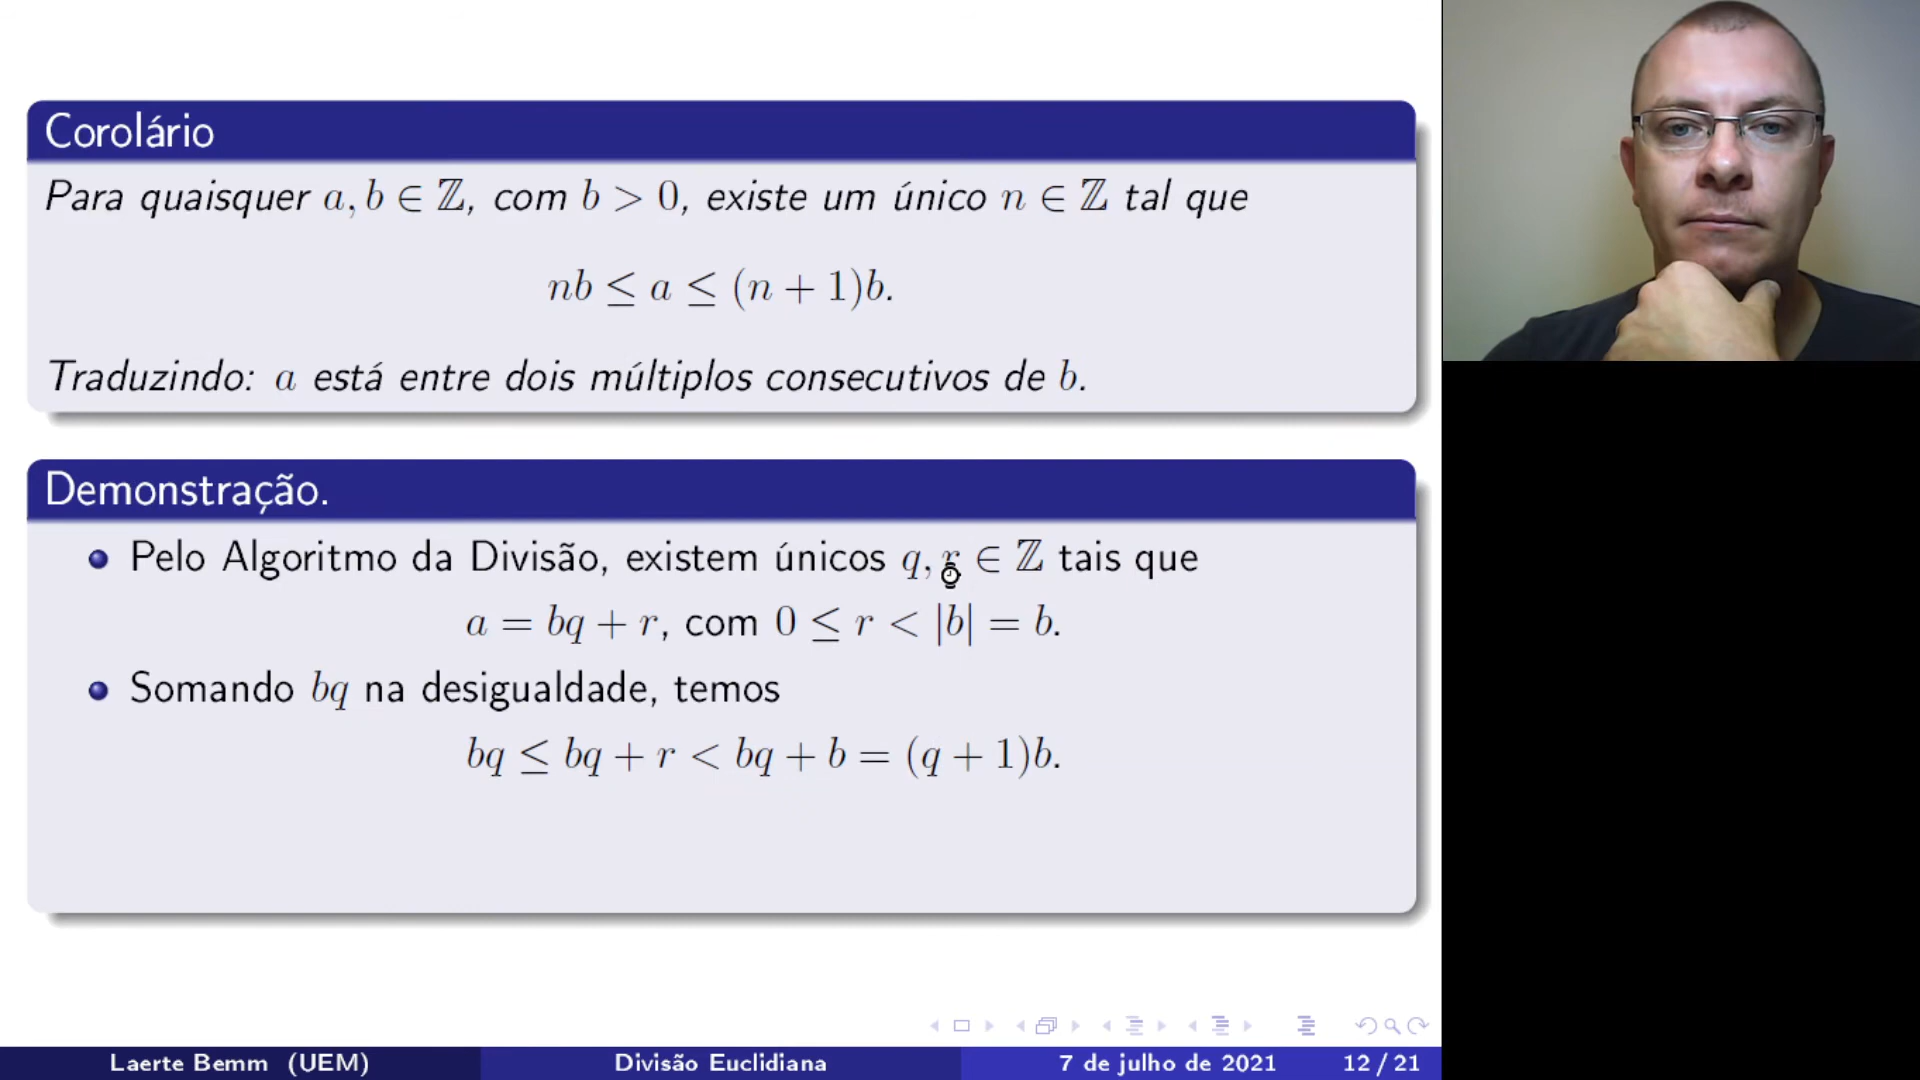 Corolário
Para quaisquer a, b ∈ ℤ, com b > 0, existe um único n ∈ ℤ tal que
nb ≤ a ≤ (n + 1)b.
Traduzindo: a está entre dois múltiplos consecutivos de b.
Demonstração.
Pelo Algoritmo da Divisão, existem únicos q, r ∈ ℤ tais que
a = bq + r, com 0 ≤ r < |b| = b.
Somando bq na desigualdade, temos
bq ≤ bq + r < bq + b = (q + 1)b.
Laerte Bemm (UEM) Divisão Euclidiana 7 de julho de 2021 12 / 21